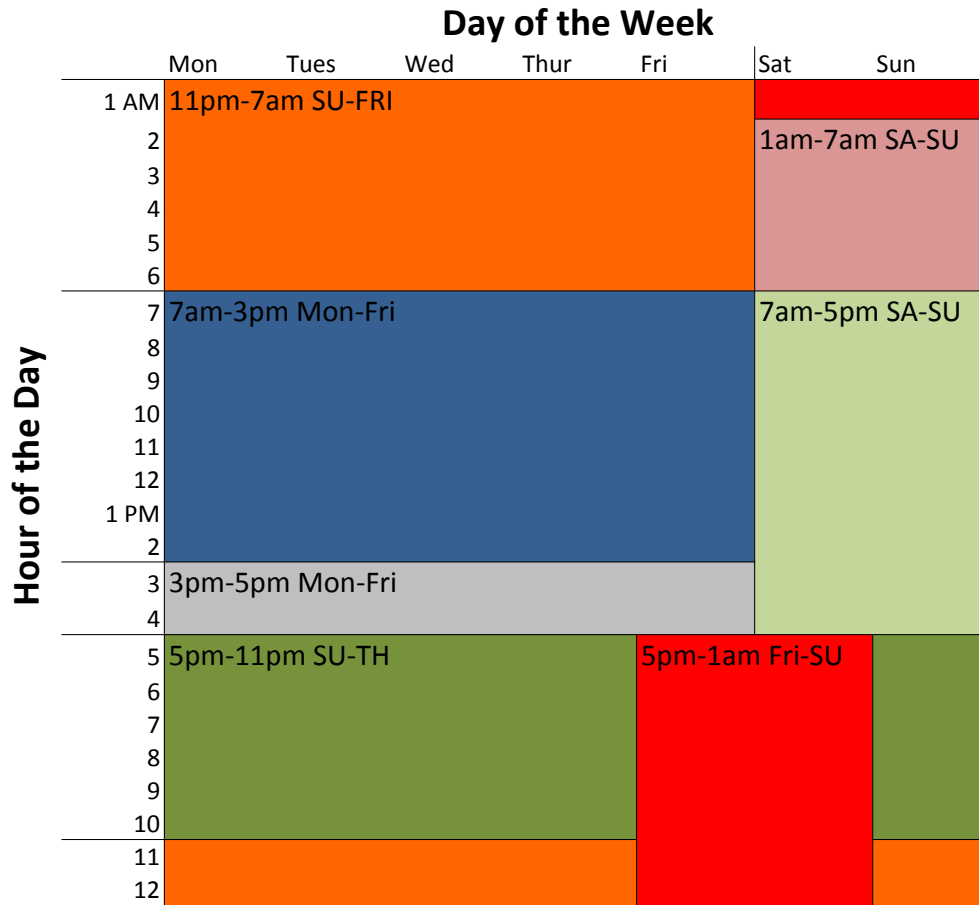 Day of the Week
Mon Tues Wed Thur Fri Sat Sun
Hour of the Day
1 AM 11pm-7am SU-FRI
2 1am-7am SA-SU
3
4
5
6
7 7am-3pm Mon-Fri 7am-5pm SA-SU
8
9
10
11
12
1 PM
2
3 3pm-5pm Mon-Fri
4
5 5pm-11pm SU-TH 5pm-1am Fri-SU
6
7
8
9
10
11
12